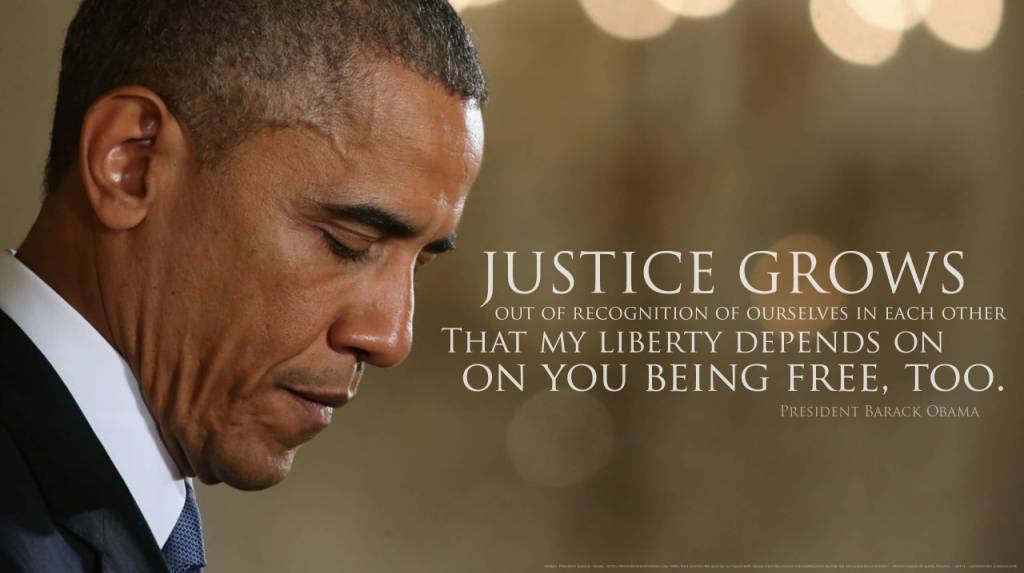 JUSTICE GROWS
OUT OF RECOGNITION OF OURSELVES IN EACH OTHER
THAT MY LIBERTY DEPENDS ON
ON YOU BEING FREE, TOO.
PRESIDENT BARACK OBAMA